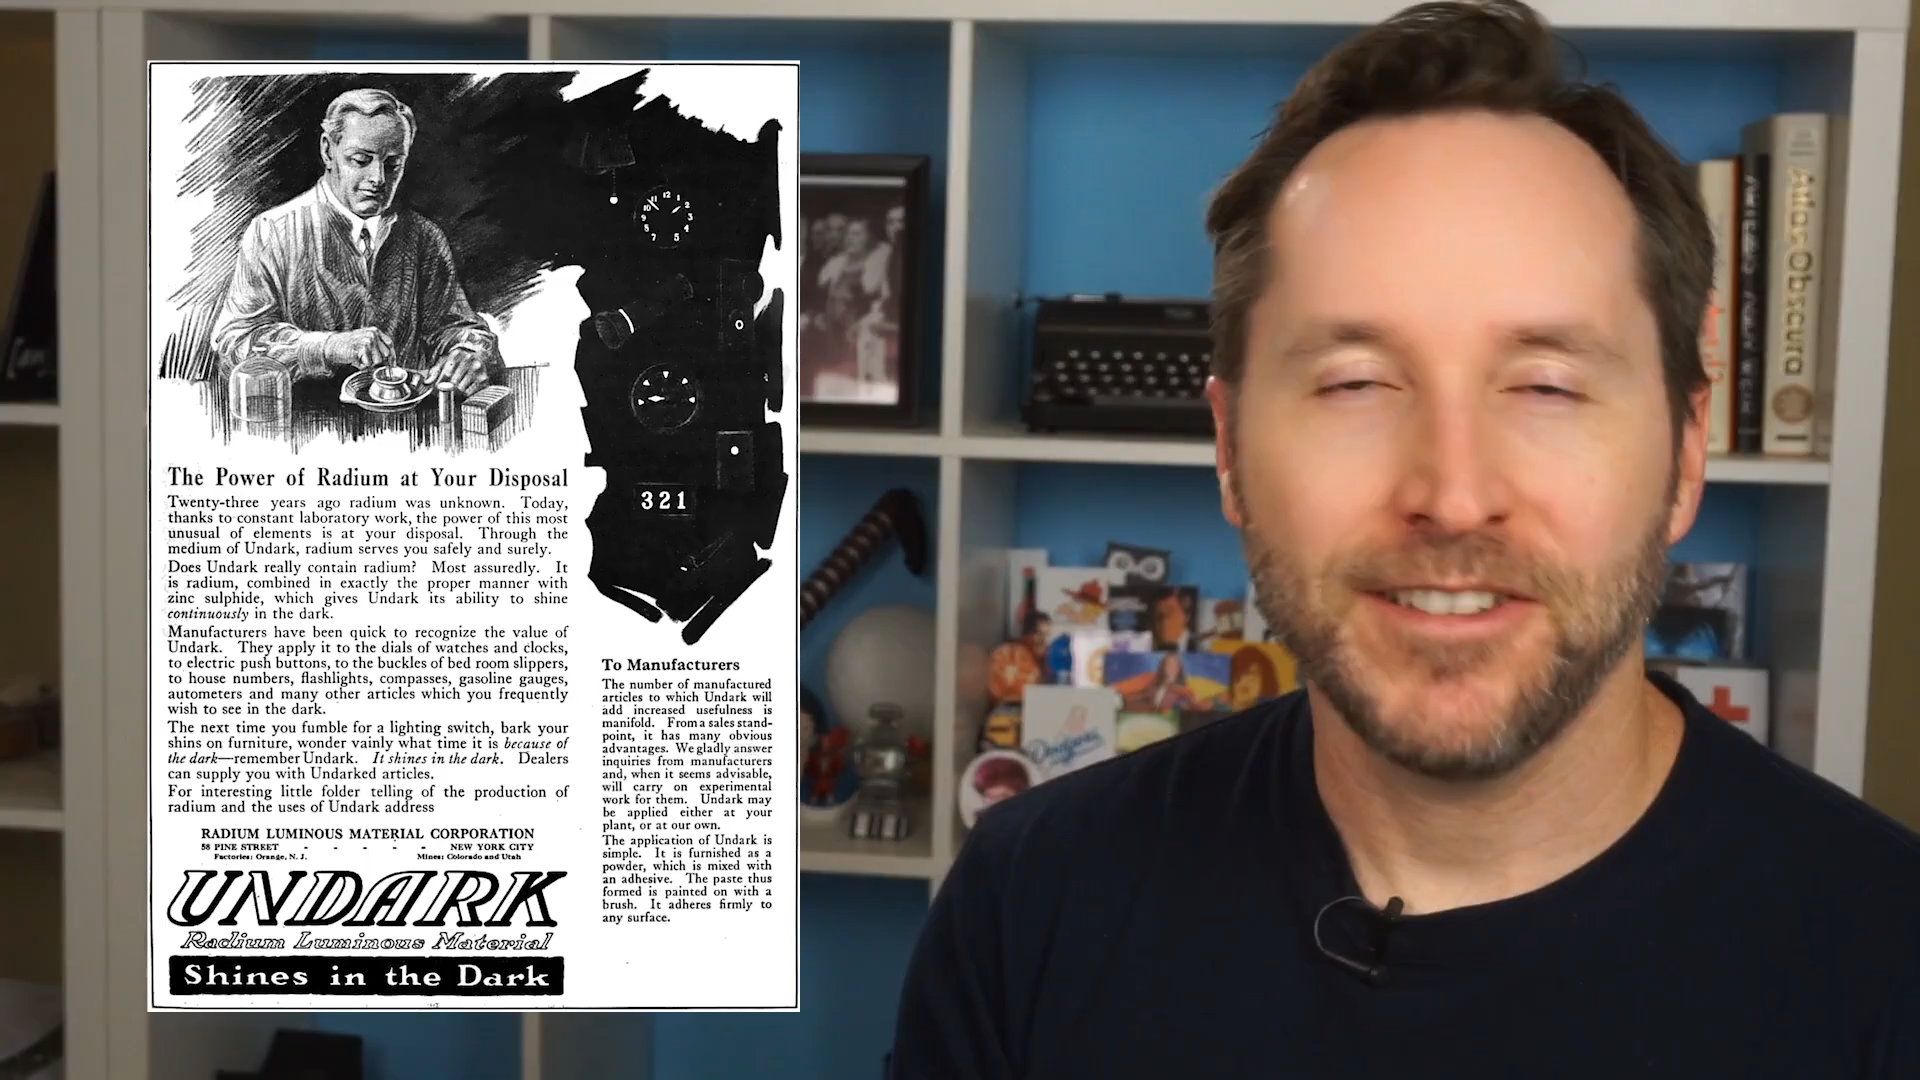 The Power of Radium at Your Disposal
Twenty-three years ago radium was unknown. Today,
thanks to constant laboratory work, the power of this most
unusual of elements is at your disposal. Through the
medium of Undark, radium serves you safely and surely.
Does Undark really contain radium? Most assuredly. It
is radium, combined in exactly the proper manner with
zinc sulphide, which gives Undark its ability to shine
continuously in the dark.
Manufacturers have been quick to recognize the value of
Undark. They apply it to the dials of watches and clocks,
to electric push buttons, to the buckles of bed room slippers,
to house numbers, flashlights, compasses, gasoline gauges,
autometers and many other articles which you frequently
wish to see in the dark.
The next time you fumble for a lighting switch, bark your
shins on furniture, wonder vainly what time it is because of
the dark—remember Undark. It shines in the dark. Dealers
can supply you with Undarked articles.
For interesting little folder telling of the production of
radium and the uses of Undark address
RADIUM LUMINOUS MATERIAL CORPORATION
58 PINE STREET - - - - - NEW YORK CITY
Factories: Orange, N. J. Mines: Colorado and Utah
UNDARK
Radium Luminous Material
Shines in the Dark
12 1 2 3 4 5 7 8 9 10 11
321
To Manufacturers
The number of manufactured
articles to which Undark will
add increased usefulness is
manifold. From a sales stand-
point, it has many obvious
advantages. We gladly answer
inquiries from manufacturers
and, when it seems advisable,
will carry on experimental
work for them. Undark may
be applied either at your
plant, or at our own.
The application of Undark is
simple. It is furnished as a
powder, which is mixed with
an adhesive. The paste thus
formed is painted on with a
brush. It adheres firmly to
any surface.
Atlas Obscura
Dodgers